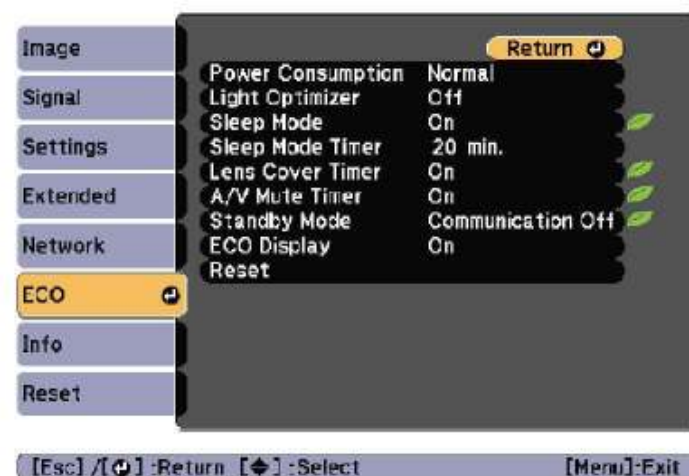 Image
Signal
Settings
Extended
Network
ECO
Info
Reset
Return
Power Consumption Normal
Light Optimizer Off
Sleep Mode On
Sleep Mode Timer 20 min.
Lens Cover Timer On
A/V Mute Timer On
Standby Mode Communication Off
ECO Display On
Reset
[Esc] /[⏎] :Return [◆] :Select [Menu]:Exit